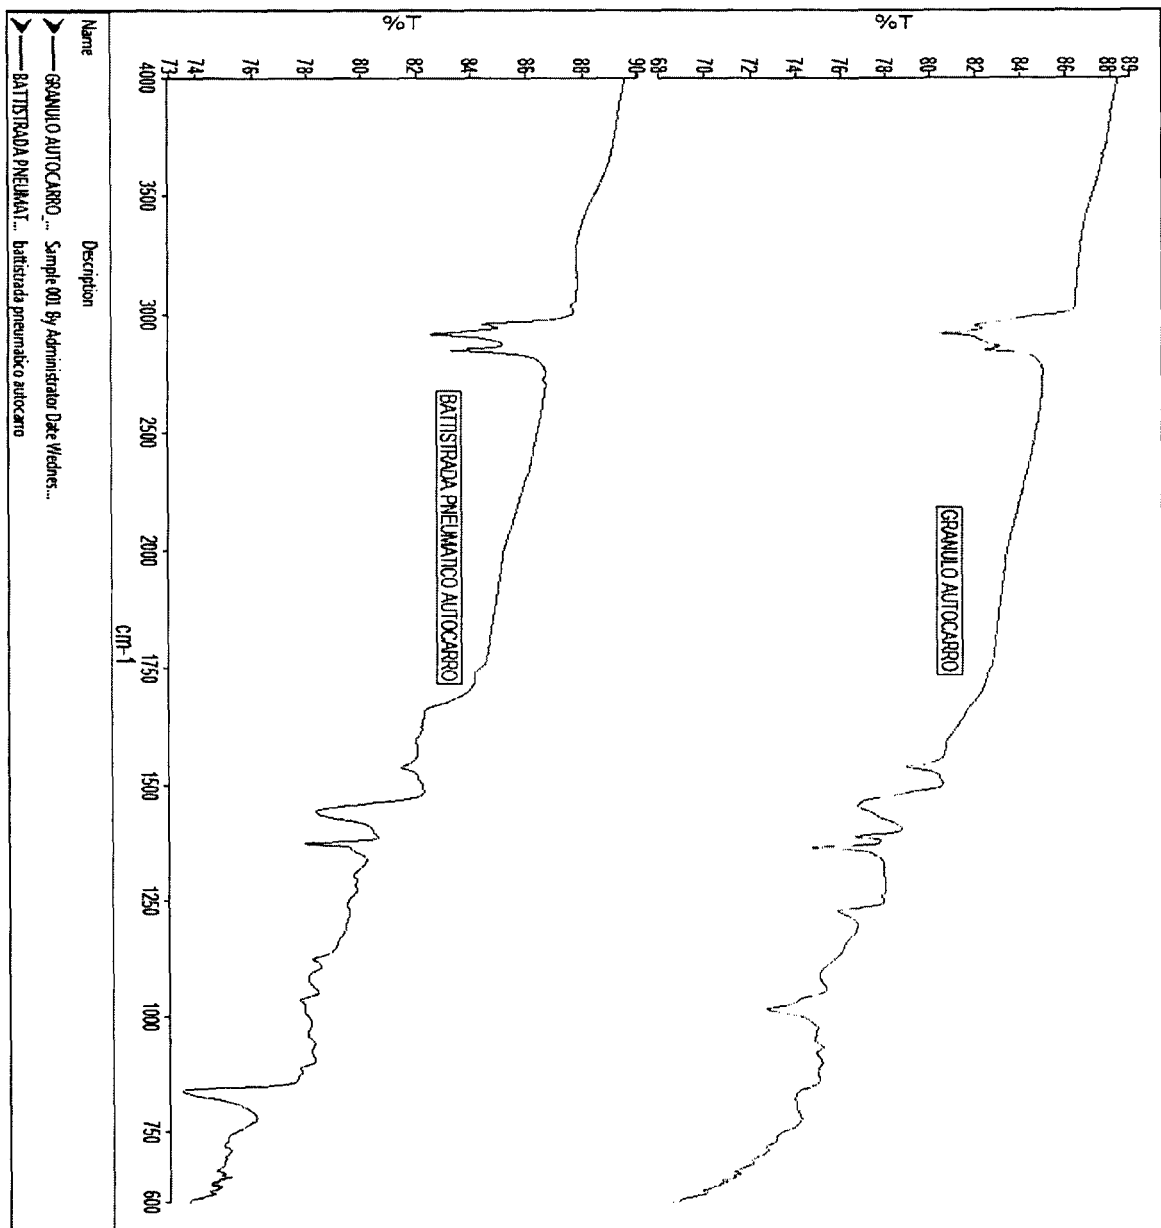 89
88
86
84
82
80
78
76
74
72
70
69
%T
GRANULO AUTOCARRO
90
88
86
84
82
80
78
76
74
73
%T
BATTISTRADA PNEUMATICO AUTOCARRO
4000 3500 3000 2500 2000 1750 1500 1250 1000 750 600
cm-1
Name Description
GRANULO AUTOCARRO_... Sample 001 By Administrator Date Wednes...
BATTISTRADA PNEUMAT... battistrada pneumatico autocarro